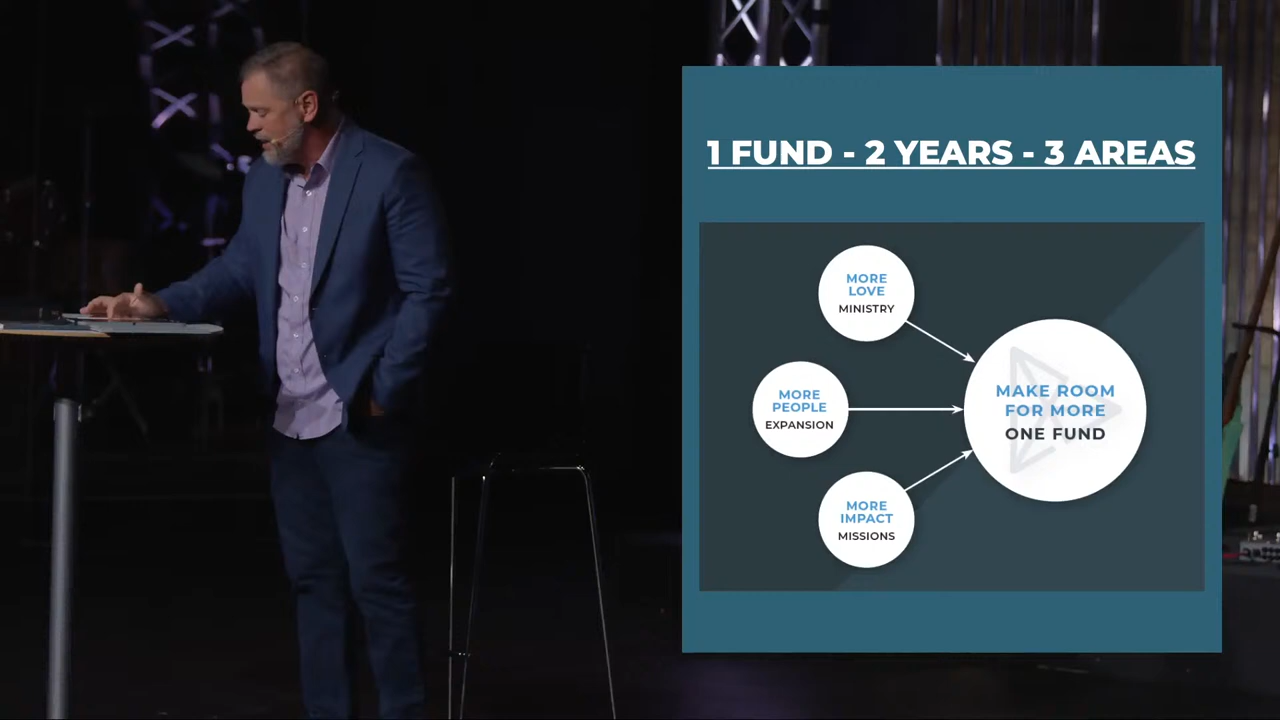 1 FUND - 2 YEARS - 3 AREAS
MORE
LOVE
MINISTRY
MORE
PEOPLE
EXPANSION
MORE
IMPACT
MISSIONS
MAKE ROOM
FOR MORE
ONE FUND